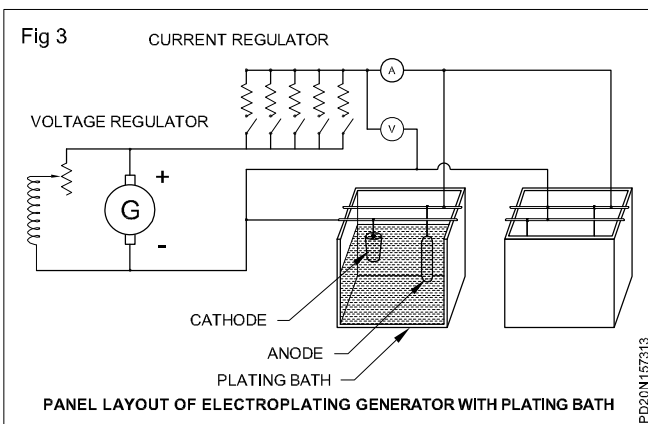 Fig 3
CURRENT REGULATOR
A
VOLTAGE REGULATOR
V
+
G
-
CATHODE
ANODE
PLATING BATH
PANEL LAYOUT OF ELECTROPLATING GENERATOR WITH PLATING BATH
PD20N157313